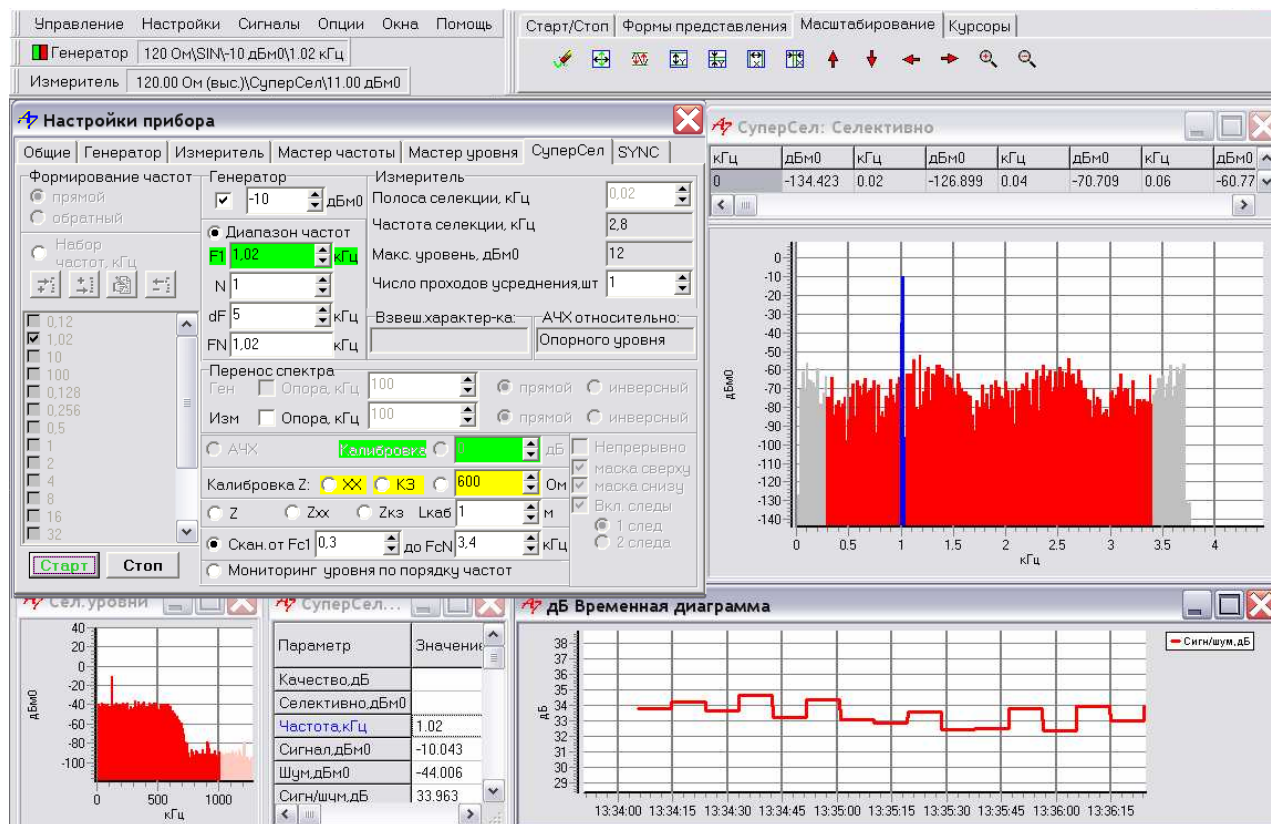 Управление Настройки Сигналы Опции Окна Помощь
Генератор 120 Ом\SIN\-10 дБм0\1.02 кГц
Измеритель 120.00 Ом (выс.)\СуперСел\11.00 дБм0
Старт/Стоп Формы представления Масштабирование Курсоры
Настройки прибора
Общие Генератор Измеритель Мастер частоты Мастер уровня СуперСел SYNC
Формирование частот
прямой
обратный
Набор
частот, кГц
0,12
1,02
10
100
0,128
0,256
0,5
1
2
4
8
16
32
Старт Стоп
Генератор
-10 дБм0
Диапазон частот
F1 1,02 кГц
N 1
dF 5 кГц
FN 1,02 кГц
Измеритель
Полоса селекции, кГц 0,02
Частота селекции, кГц 2,8
Макс. уровень, дБм0 12
Число проходов усреднения,шт 1
Взвеш.характер-ка: АЧХ относительно:
Опорного уровня
Перенос спектра
Ген Опора, кГц 100 прямой инверсный
Изм Опора, кГц 100 прямой инверсный
АЧХ Калибровка 0 дБ
Калибровка Z: ХХ КЗ 600 Ом
Z Zхх Zкз Lкаб 1 м
Скан.от Fc1 0,3 до FcN 3,4 кГц
Мониторинг уровня по порядку частот
Непрерывно
маска сверху
маска снизу
Вкл. следы
1 след
2 следа
СуперСел: Селективно
кГц дБм0 кГц дБм0 кГц дБм0 кГц дБм0
0 -134.423 0.02 -126.899 0.04 -70.709 0.06 -60.77
дБм0
0
-10
-20
-30
-40
-50
-60
-70
-80
-90
-100
-110
-120
-130
-140
0 0.5 1 1.5 2 2.5 3 3.5 4
кГц
Сел.уровни
дБм0
40
20
0
-20
-40
-60
-80
-100
0 500 1000
кГц
СуперСел...
Параметр Значение
Качество,дБ
Селективно,дБм0
Частота,кГц 1.02
Сигнал,дБм0 -10.043
Шум,дБм0 -44.006
Сигн/шум,дБ 33.963
дБ Временная диаграмма
Сигн/шум,дБ
дБ
38
37
36
35
34
33
32
31
30
29
13:34:00 13:34:15 13:34:30 13:34:45 13:35:00 13:35:15 13:35:30 13:35:45 13:36:00 13:36:15